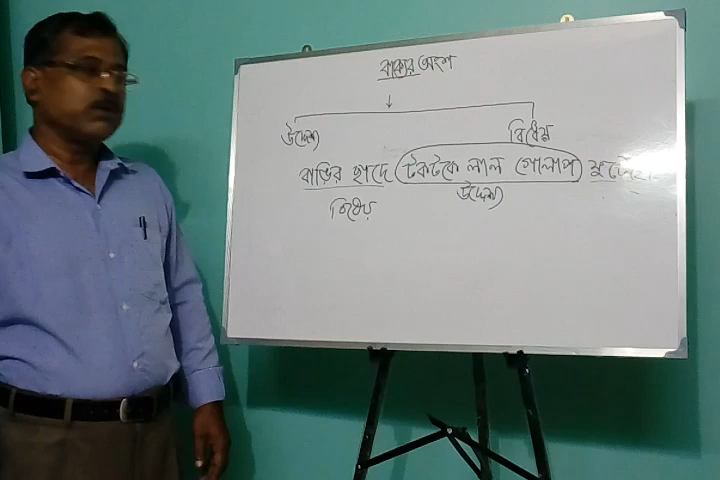 বাক্যের অংশ
উদ্দেশ্য বিধেয়
বাড়ির ছাদে টকটকে লাল গোলাপ
বিধেয় উদ্দেশ্য